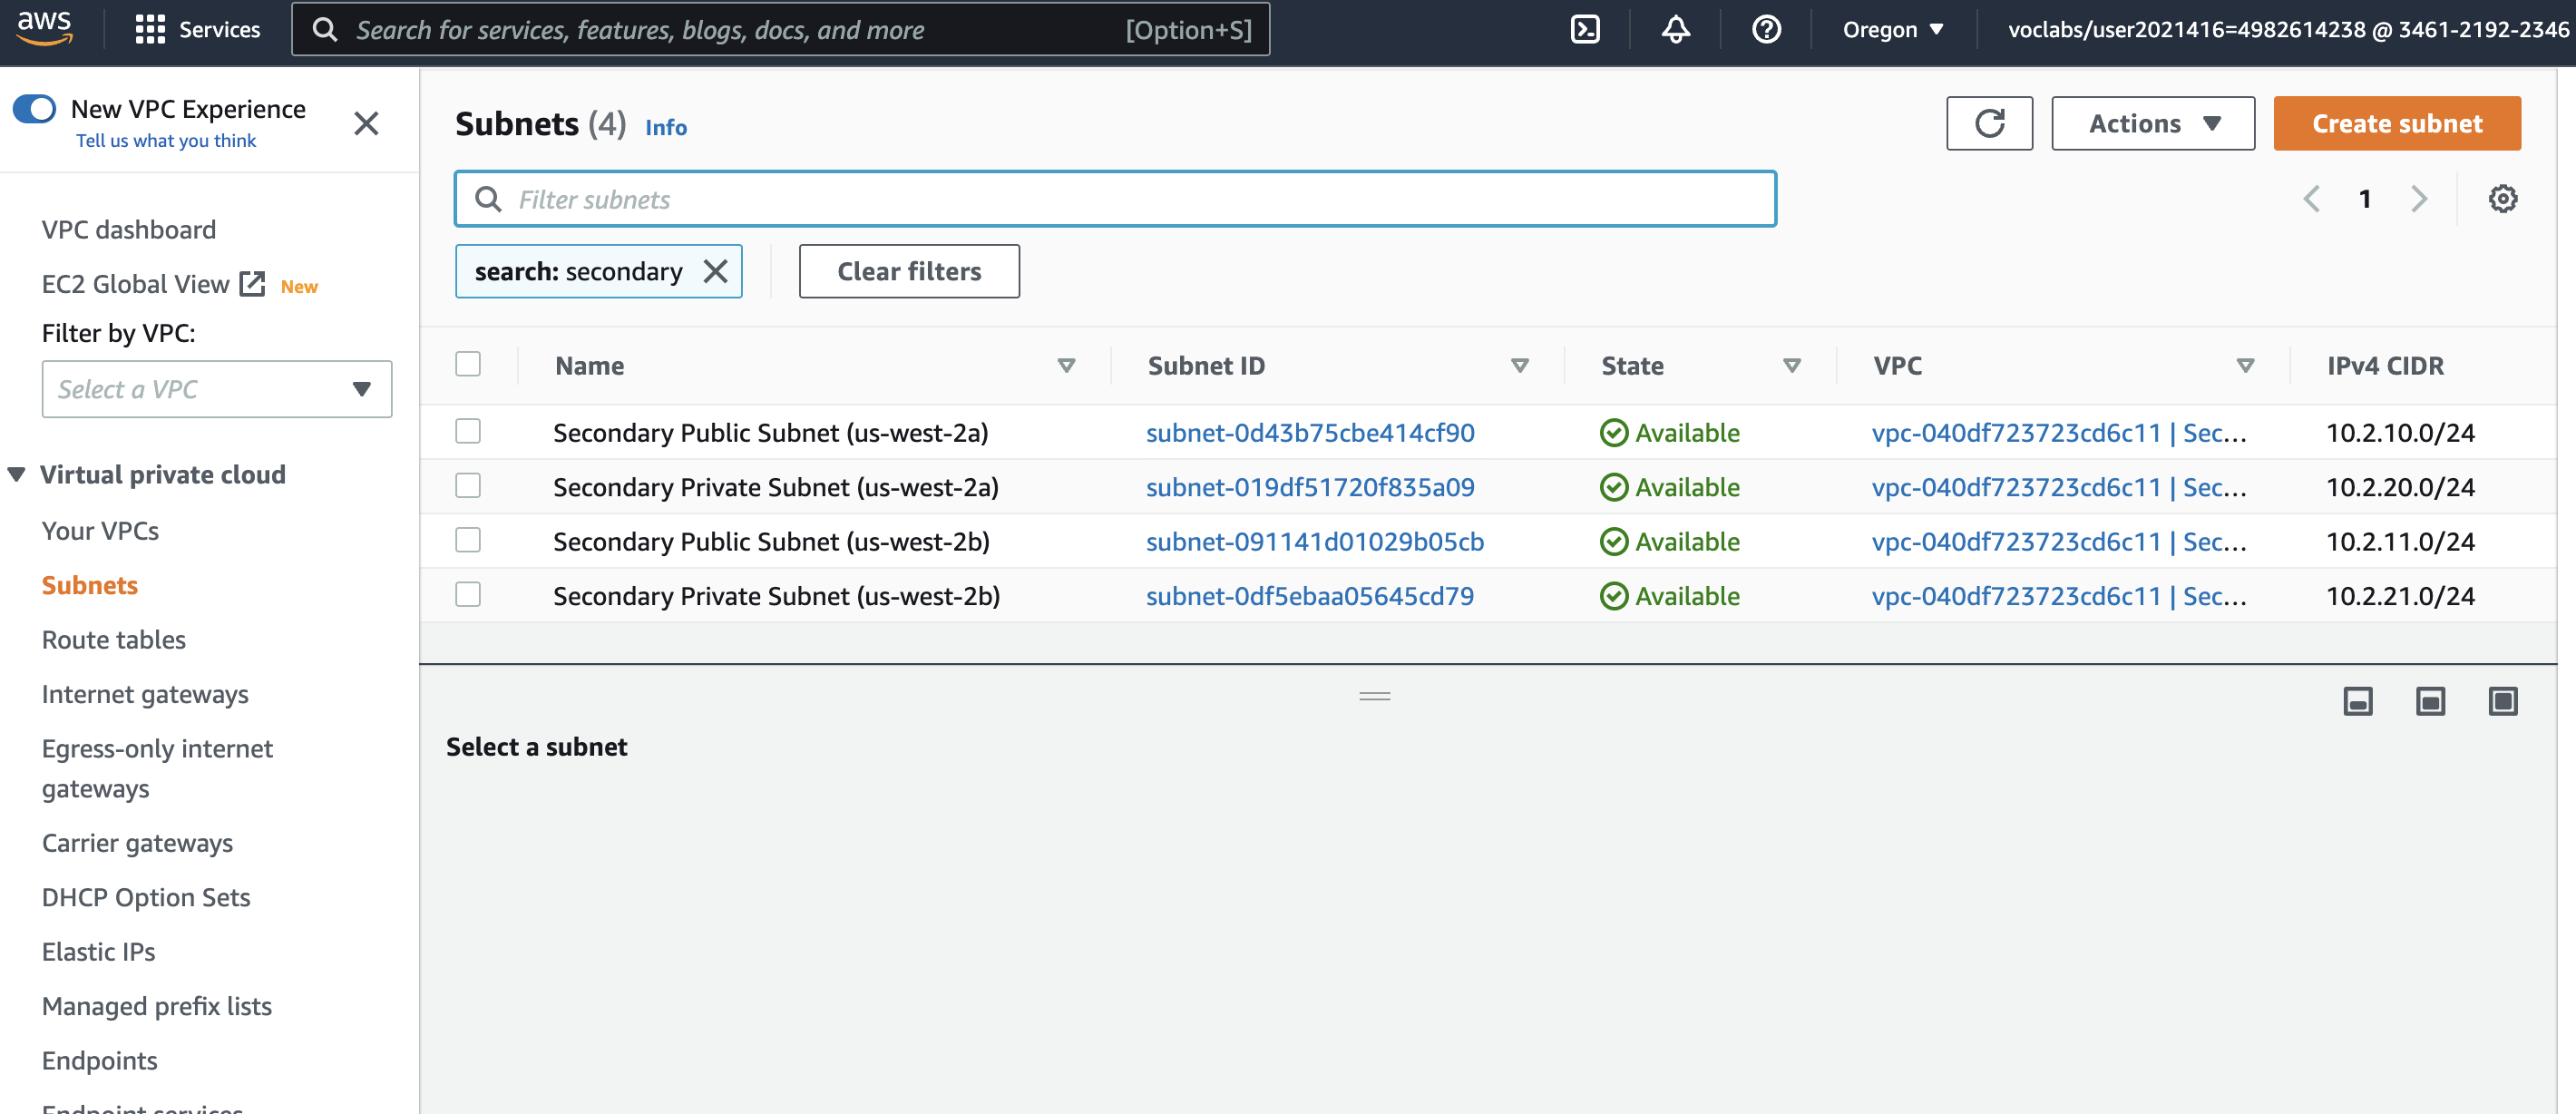 aws
Services
Search for services, features, blogs, docs, and more [Option+S]
Oregon ▼
voclabs/user2021416=4982614238 @ 3461-2192-2346
New VPC Experience
Tell us what you think
VPC dashboard
EC2 Global View New
Filter by VPC:
Select a VPC
Virtual private cloud
Your VPCs
Subnets
Route tables
Internet gateways
Egress-only internet
gateways
Carrier gateways
DHCP Option Sets
Elastic IPs
Managed prefix lists
Endpoints
Endpoint services
Subnets (4) Info
Actions
Create subnet
Filter subnets
1
search: secondary
Clear filters
Name Subnet ID State VPC IPv4 CIDR
Secondary Public Subnet (us-west-2a) subnet-0d43b75cbe414cf90 Available vpc-040df723723cd6c11 | Sec... 10.2.10.0/24
Secondary Private Subnet (us-west-2a) subnet-019df51720f835a09 Available vpc-040df723723cd6c11 | Sec... 10.2.20.0/24
Secondary Public Subnet (us-west-2b) subnet-091141d01029b05cb Available vpc-040df723723cd6c11 | Sec... 10.2.11.0/24
Secondary Private Subnet (us-west-2b) subnet-0df5ebaa05645cd79 Available vpc-040df723723cd6c11 | Sec... 10.2.21.0/24
Select a subnet